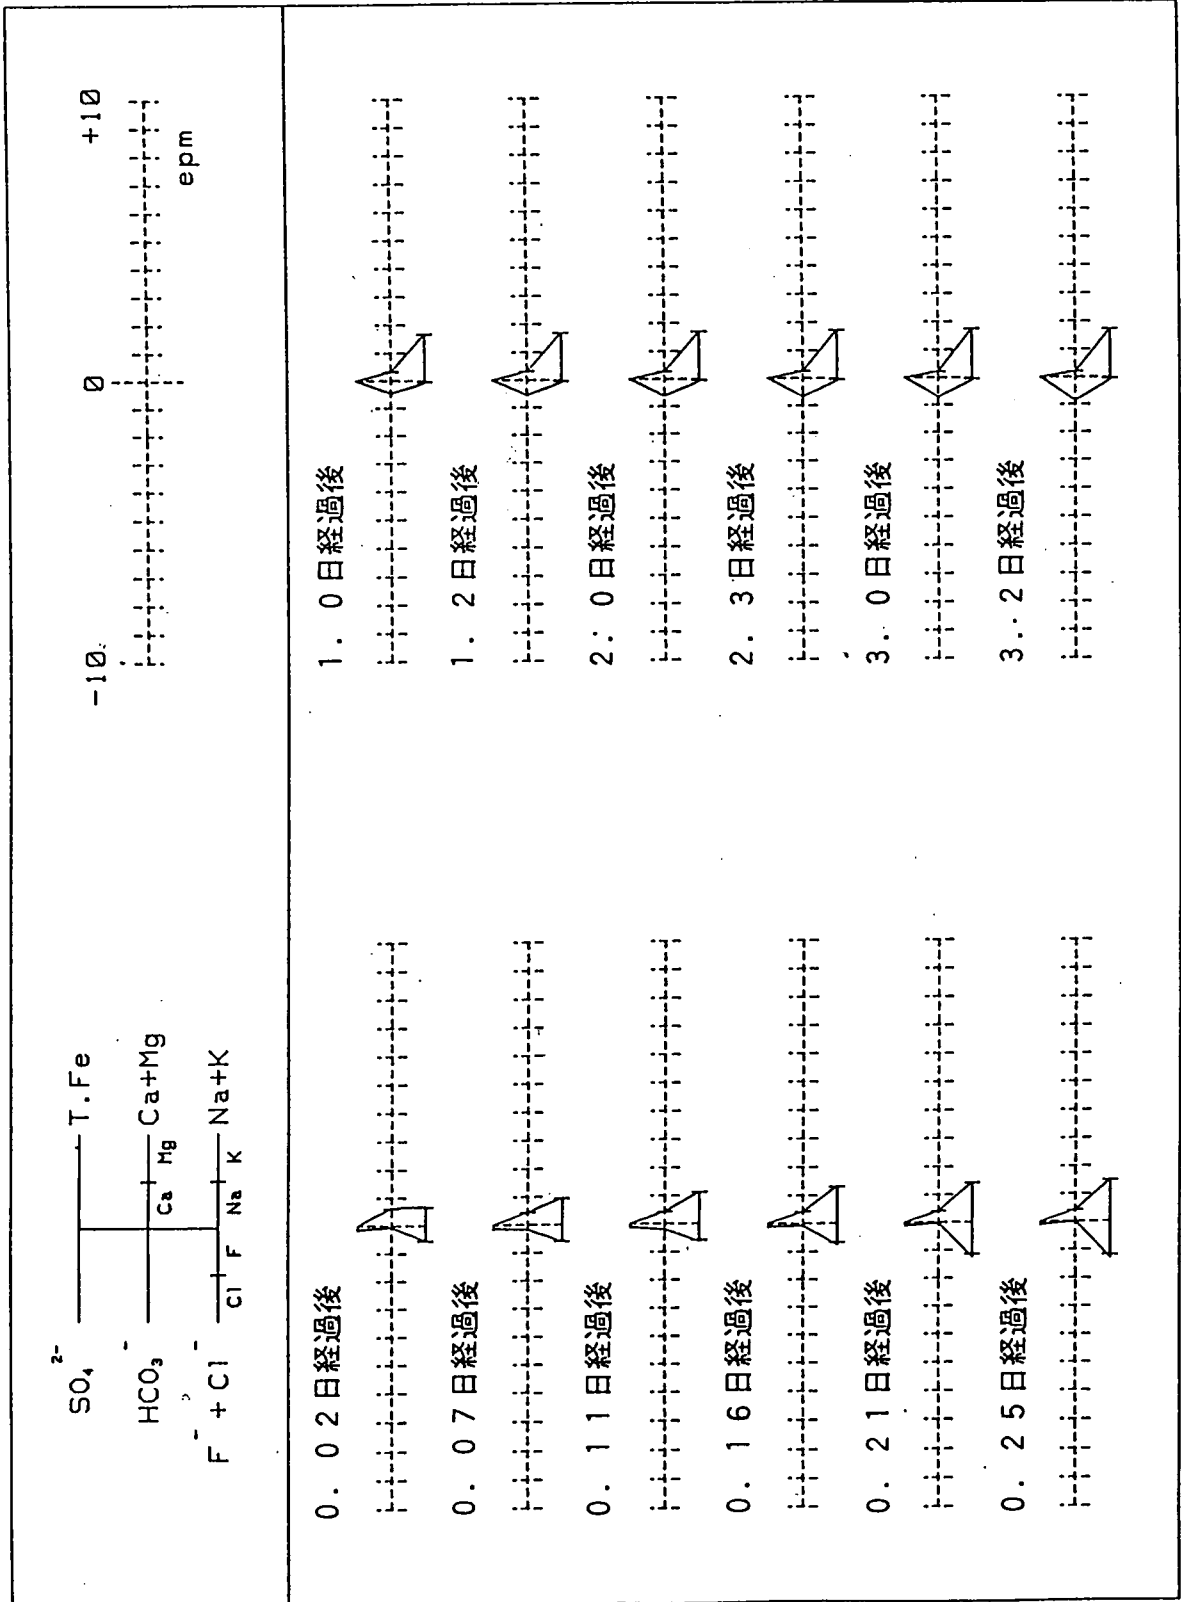 SO₄²⁻ T.Fe
HCO₃⁻ Ca+Mg
Ca Mg
F⁻+Cl⁻ Na+K
Cl F Na K
-10 0 +10
epm
0.02日経過後
0.07日経過後
0.11日経過後
0.16日経過後
0.21日経過後
0.25日経過後
1.0日経過後
1.2日経過後
2.0日経過後
2.3日経過後
3.0日経過後
3.2日経過後